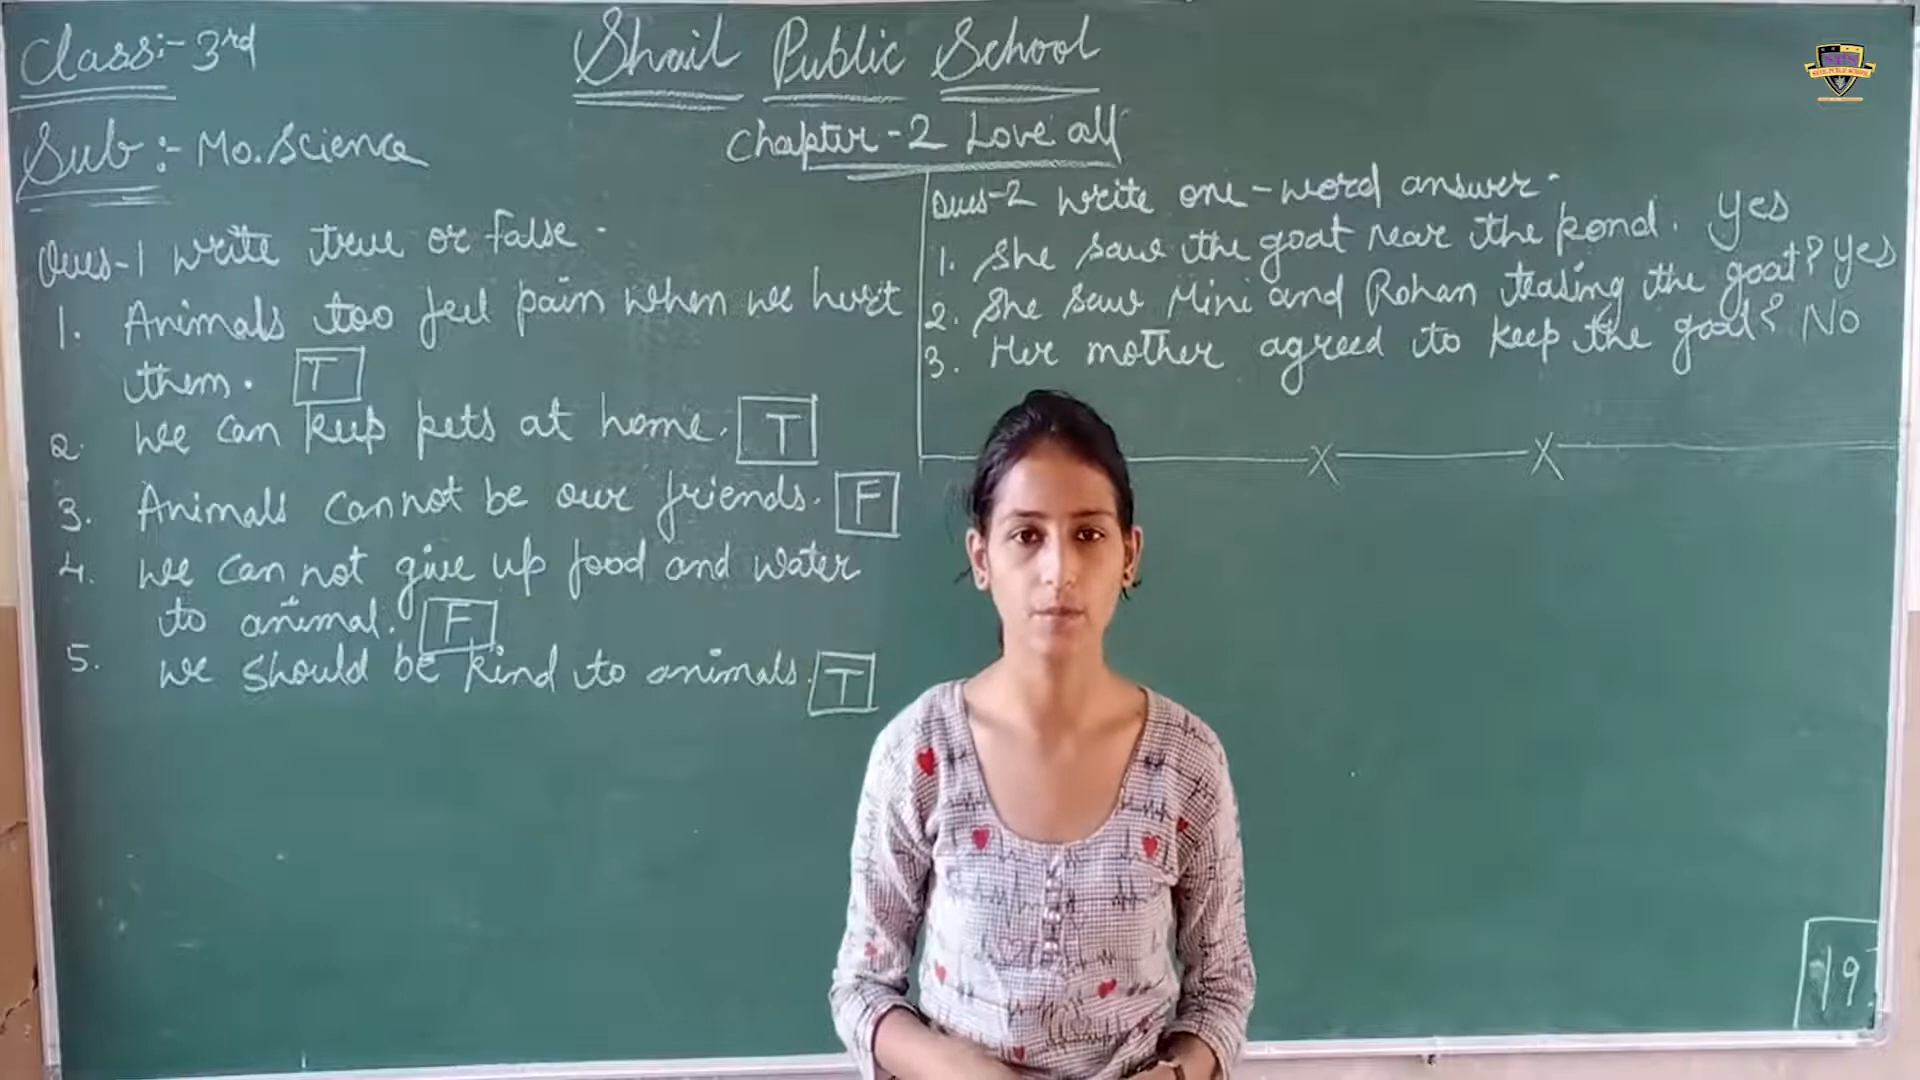 Class:- 3rd
Shail Public School
Sub:- Mo. Science
Chapter-2 Love all
Ques-1 Write true or false.
1. Animals too feel pain when we hurt
them. T
2. We can keep pets at home. T
3. Animals cannot be our friends. F
4. We can not give up food and water
to animal. F
5. We should be kind to animals. T
Ques-2 Write one-word answer-
1. She saw the goat near the pond. Yes
2. She saw Mini and Rohan teasing the goat? Yes
3. Her mother agreed to keep the goat? No
X X
19
SHAIL PUBLIC SCHOOL